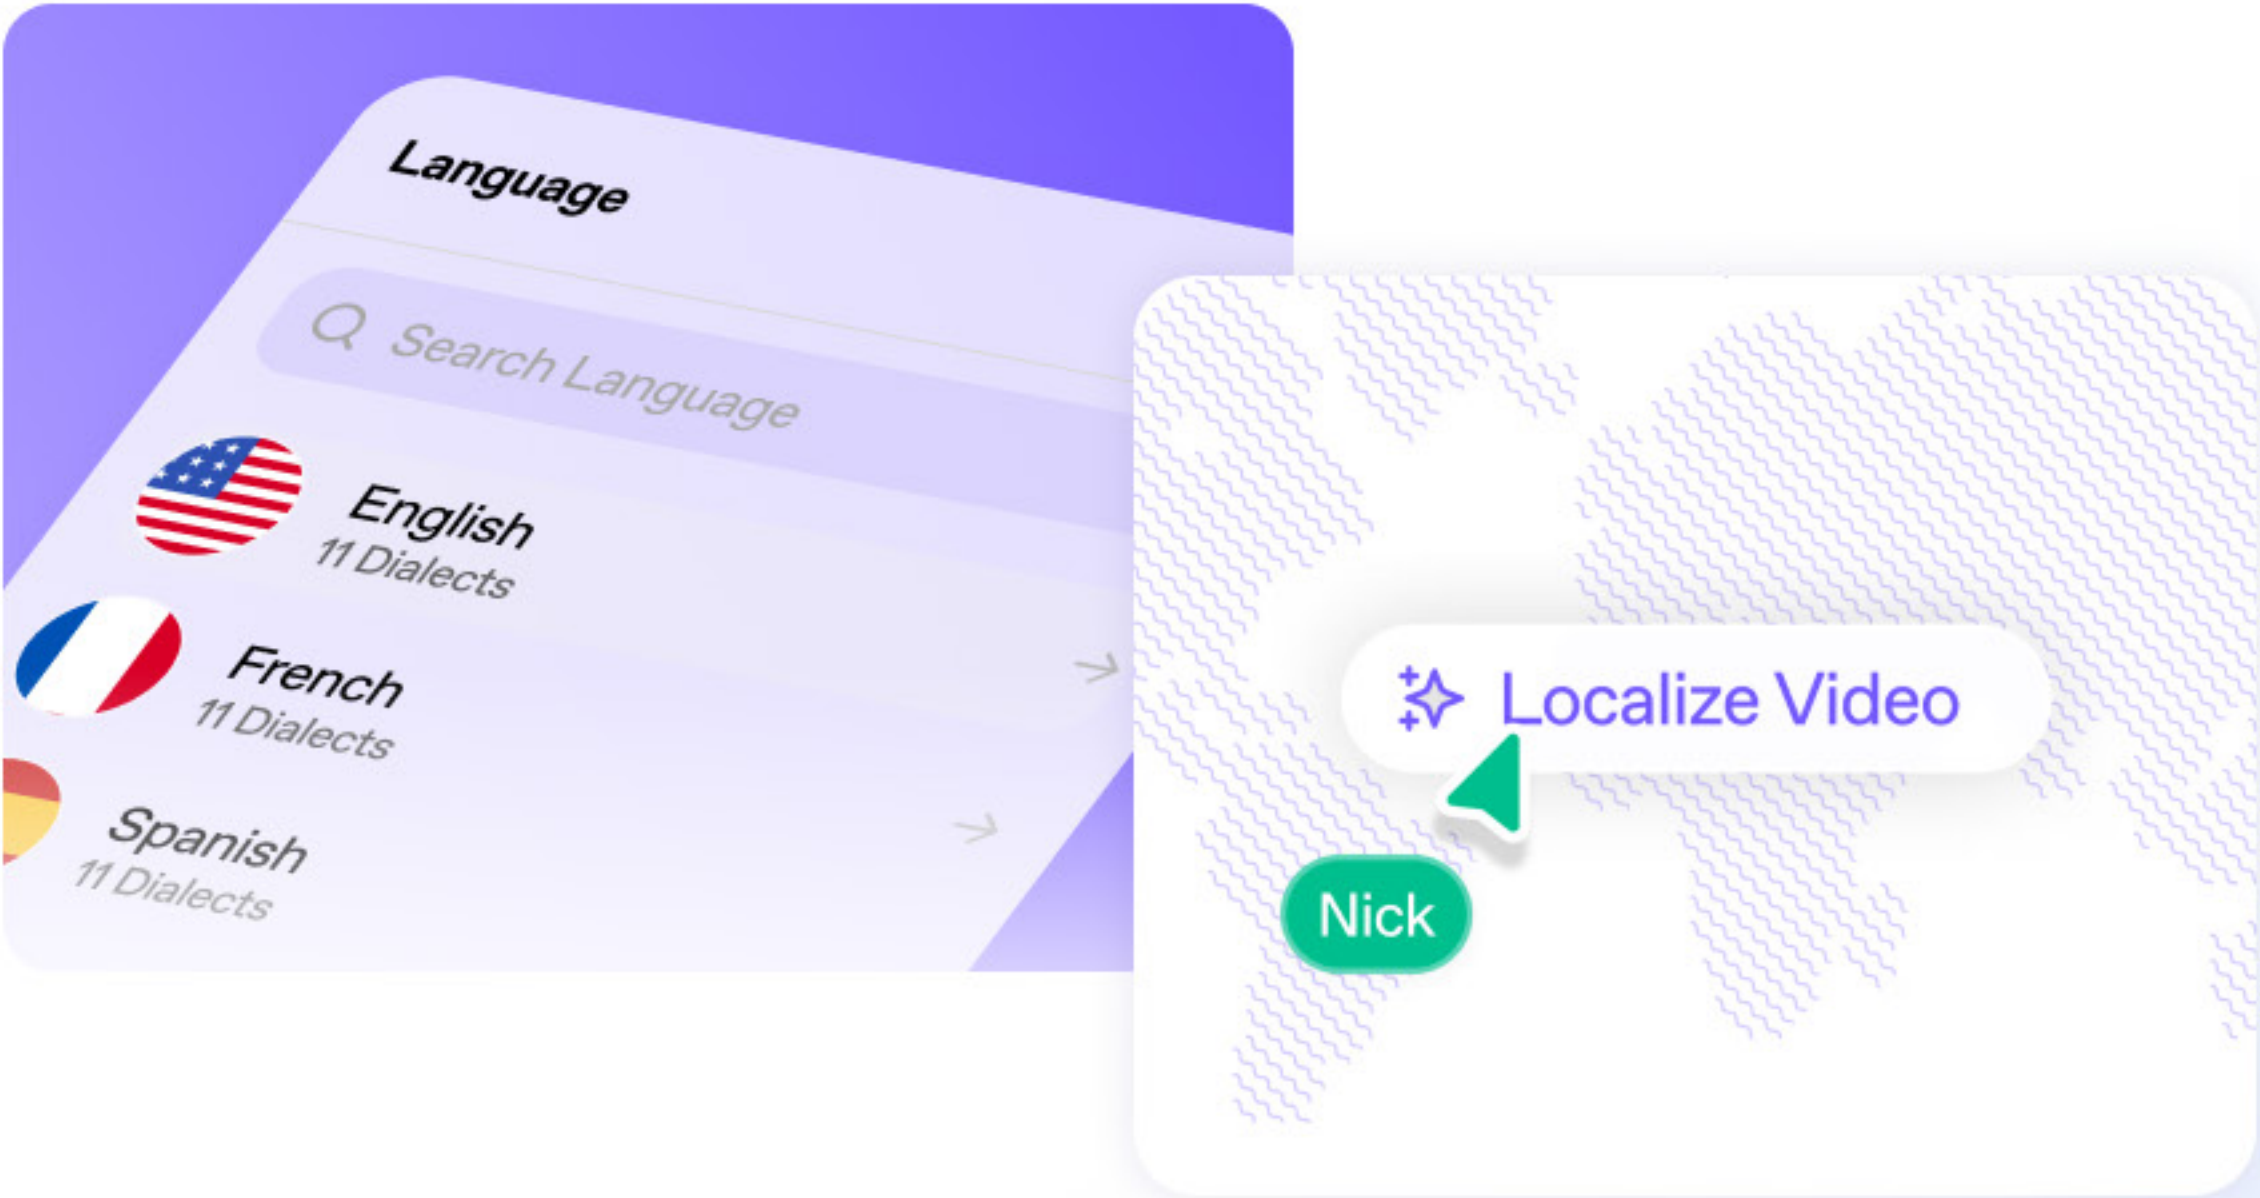 Language
Search Language
English
11 Dialects
French
11 Dialects
Spanish
11 Dialects
Localize Video
Nick